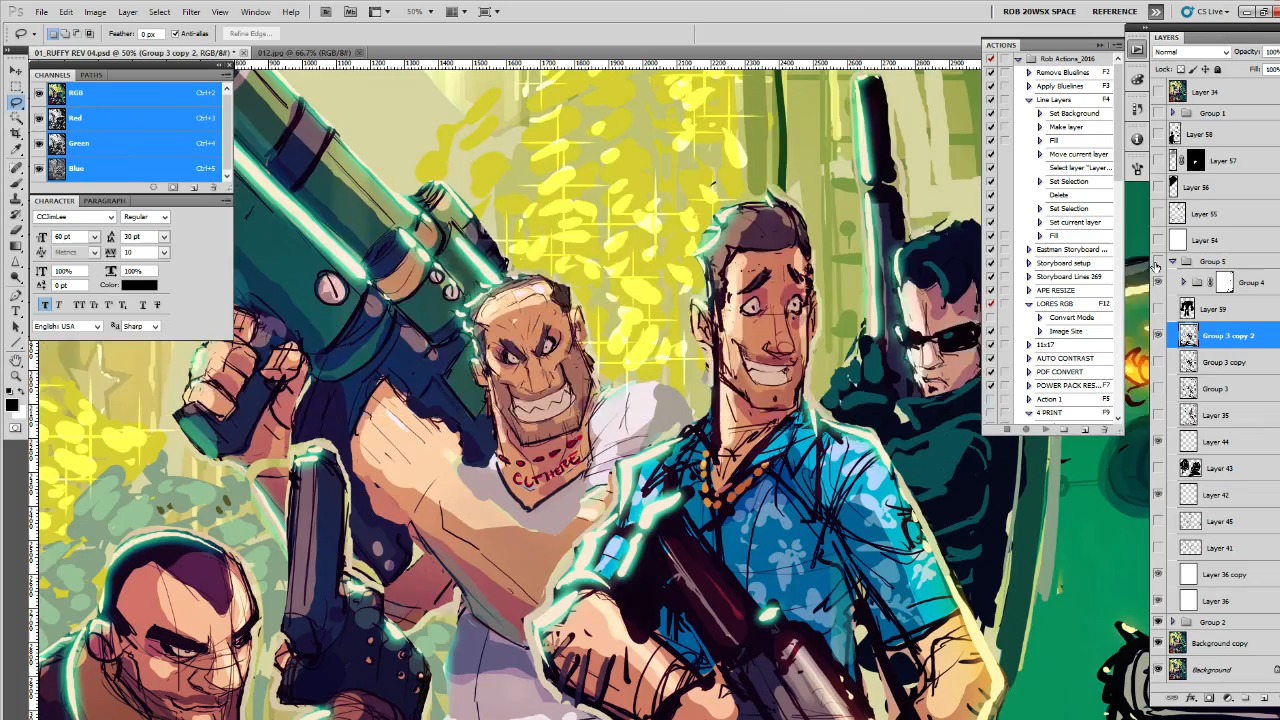 File Edit Image Layer Select Filter View Window Help 50% ROB 20WSX SPACE REFERENCE CS Live
Feather: 0 px Anti-alias Refine Edge...
01_RUFFY REV 04.psd @ 50% (Group 3 copy 2, RGB/8#) * 012.jpg @ 66.7% (RGB/8#)
CHANNELS PATHS
RGB Ctrl+2
Red Ctrl+3
Green Ctrl+4
Blue Ctrl+5
CHARACTER PARAGRAPH
CCJimLee Regular
60 pt 30 pt
Metrics 10
100% 100%
0 pt Color:
English: USA Sharp
CUT HERE
ACTIONS
Rob Actions_2016
Remove Bluelines F2
Apply Bluelines F3
Line Layers F4
Set Background
Make layer
Fill
Move current layer
Select layer "Layer...
Set Selection
Delete
Set Selection
Set current layer
Fill
Eastman Storyboard ...
Storyboard setup
Storyboard Lines 269
APE RESIZE
LORES RGB F12
Convert Mode
Image Size
11x17
AUTO CONTRAST
PDF CONVERT
POWER PACK RES... F7
Action 1 F5
4 PRINT F9
LAYERS
Normal Opacity: 100%
Lock: Fill: 100%
Layer 34
Group 1
Layer 58
Layer 57
Layer 56
Layer 55
Layer 54
Group 5
Group 4
Layer 59
Group 3 copy 2
Group 3 copy
Group 3
Layer 35
Layer 44
Layer 43
Layer 42
Layer 45
Layer 41
Layer 36 copy
Layer 36
Group 2
Background copy
Background